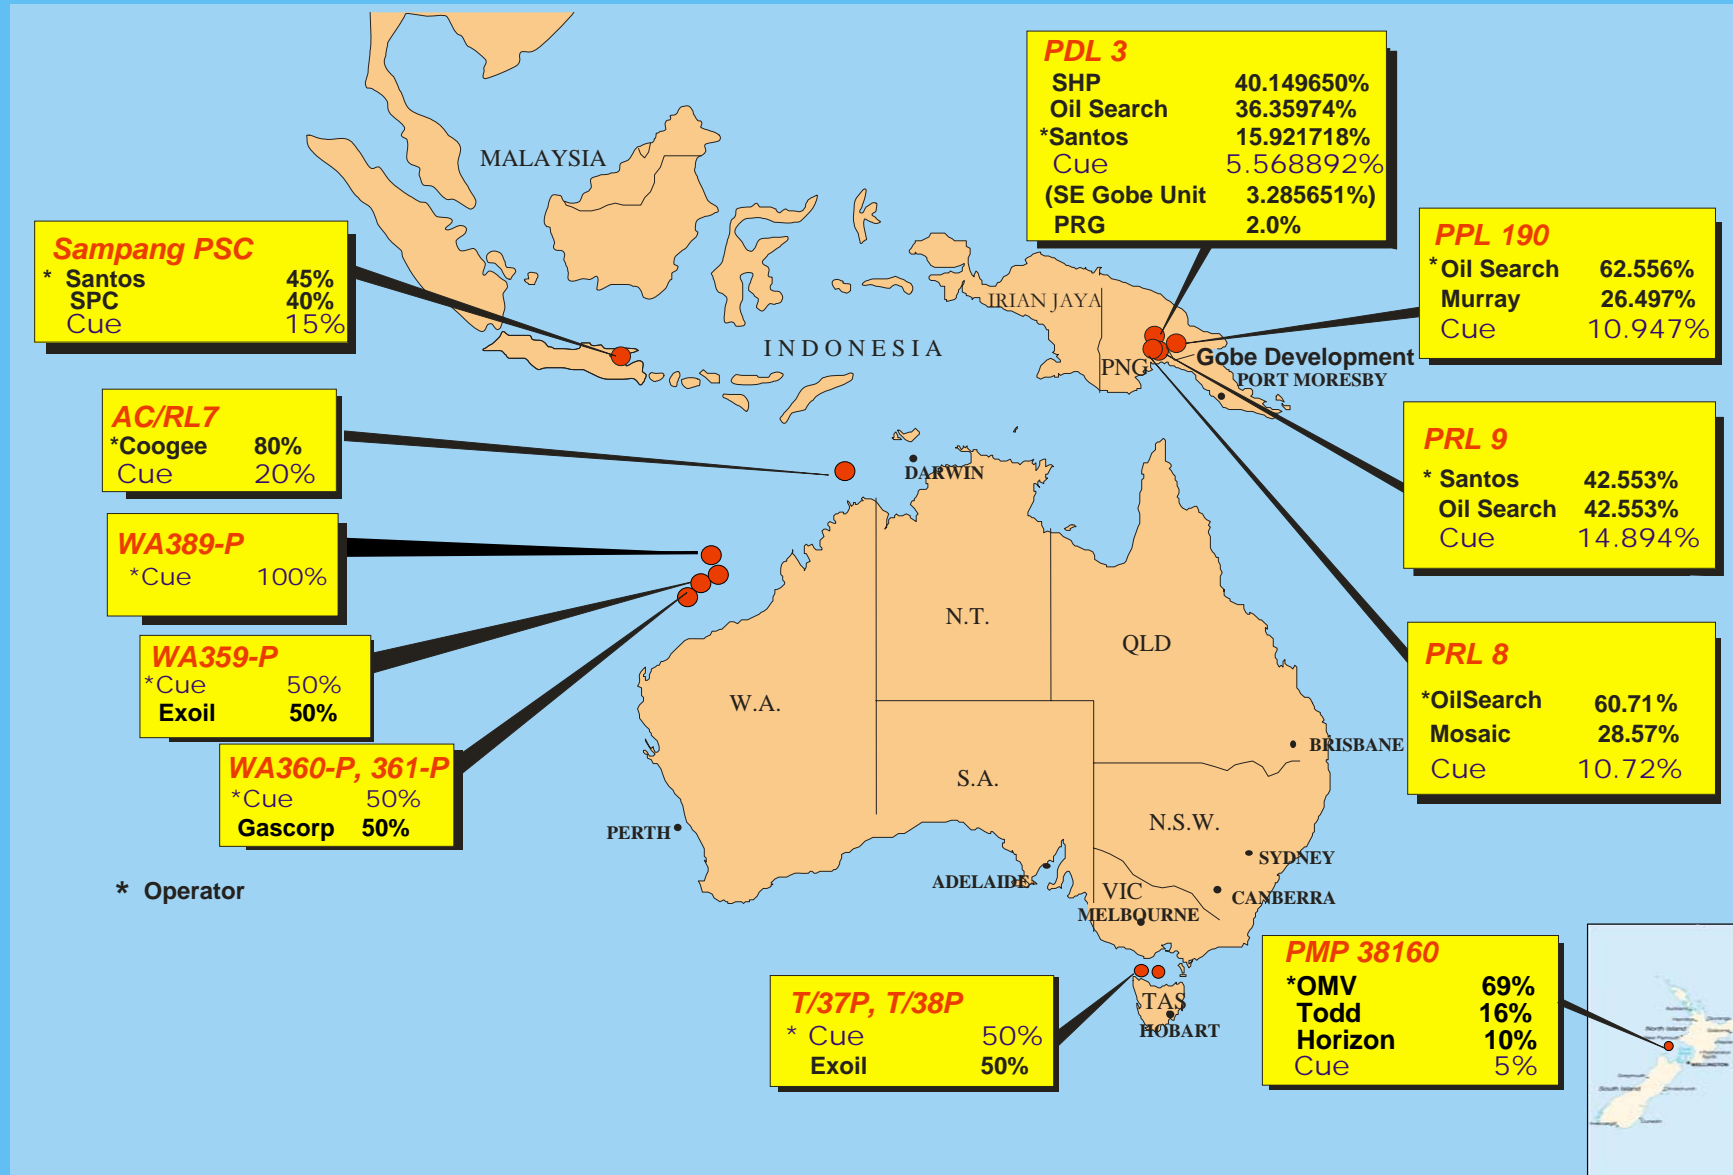 PDL 3
SHP 40.149650%
Oil Search 36.35974%
*Santos 15.921718%
Cue 5.568892%
(SE Gobe Unit 3.285651%)
PRG 2.0%
MALAYSIA
Sampang PSC
* Santos 45%
SPC 40%
Cue 15%
PPL 190
*Oil Search 62.556%
Murray 26.497%
Cue 10.947%
IRIAN JAYA
INDONESIA
PNG
Gobe Development
PORT MORESBY
AC/RL7
*Coogee 80%
Cue 20%
DARWIN
PRL 9
* Santos 42.553%
Oil Search 42.553%
Cue 14.894%
WA389-P
*Cue 100%
N.T.
QLD
WA359-P
*Cue 50%
Exoil 50%
W.A.
PRL 8
*OilSearch 60.71%
Mosaic 28.57%
Cue 10.72%
BRISBANE
WA360-P, 361-P
*Cue 50%
Gascorp 50%
S.A.
N.S.W.
PERTH
SYDNEY
ADELAIDE
VIC
CANBERRA
MELBOURNE
* Operator
PMP 38160
*OMV 69%
Todd 16%
Horizon 10%
Cue 5%
T/37P, T/38P
* Cue 50%
Exoil 50%
TAS
HOBART
North Island
WELLINGTON
South Island